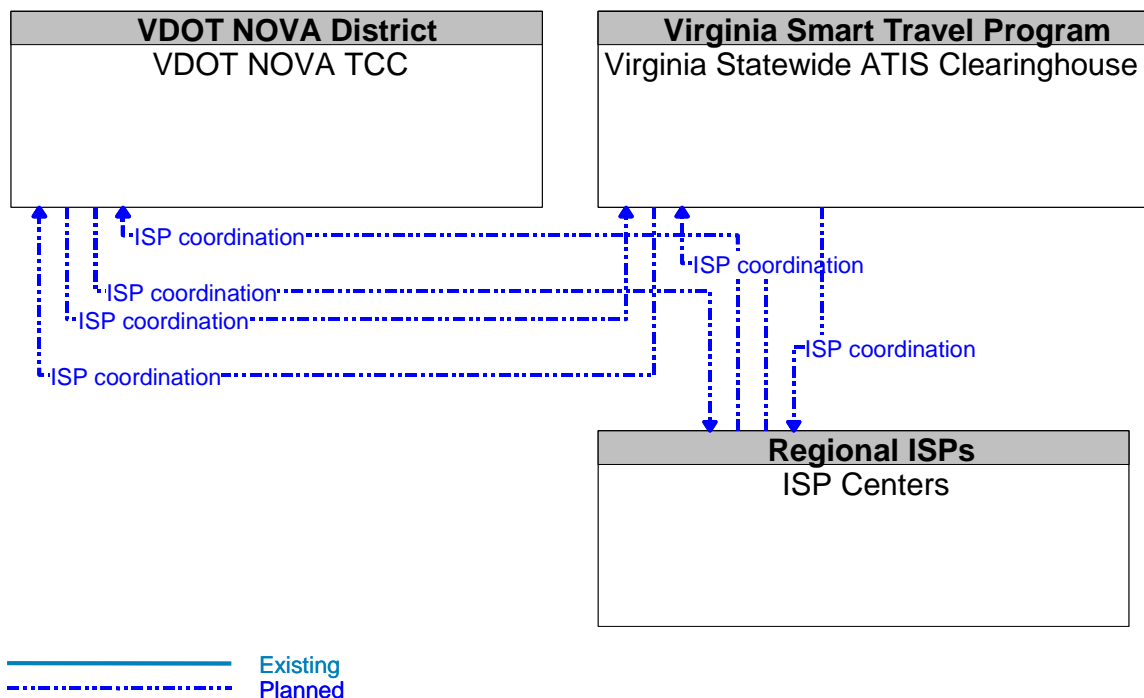 VDOT NOVA District
VDOT NOVA TCC
Virginia Smart Travel Program
Virginia Statewide ATIS Clearinghouse
ISP coordination
ISP coordination
ISP coordination
ISP coordination
ISP coordination
ISP coordination
Regional ISPs
ISP Centers
Existing
Planned